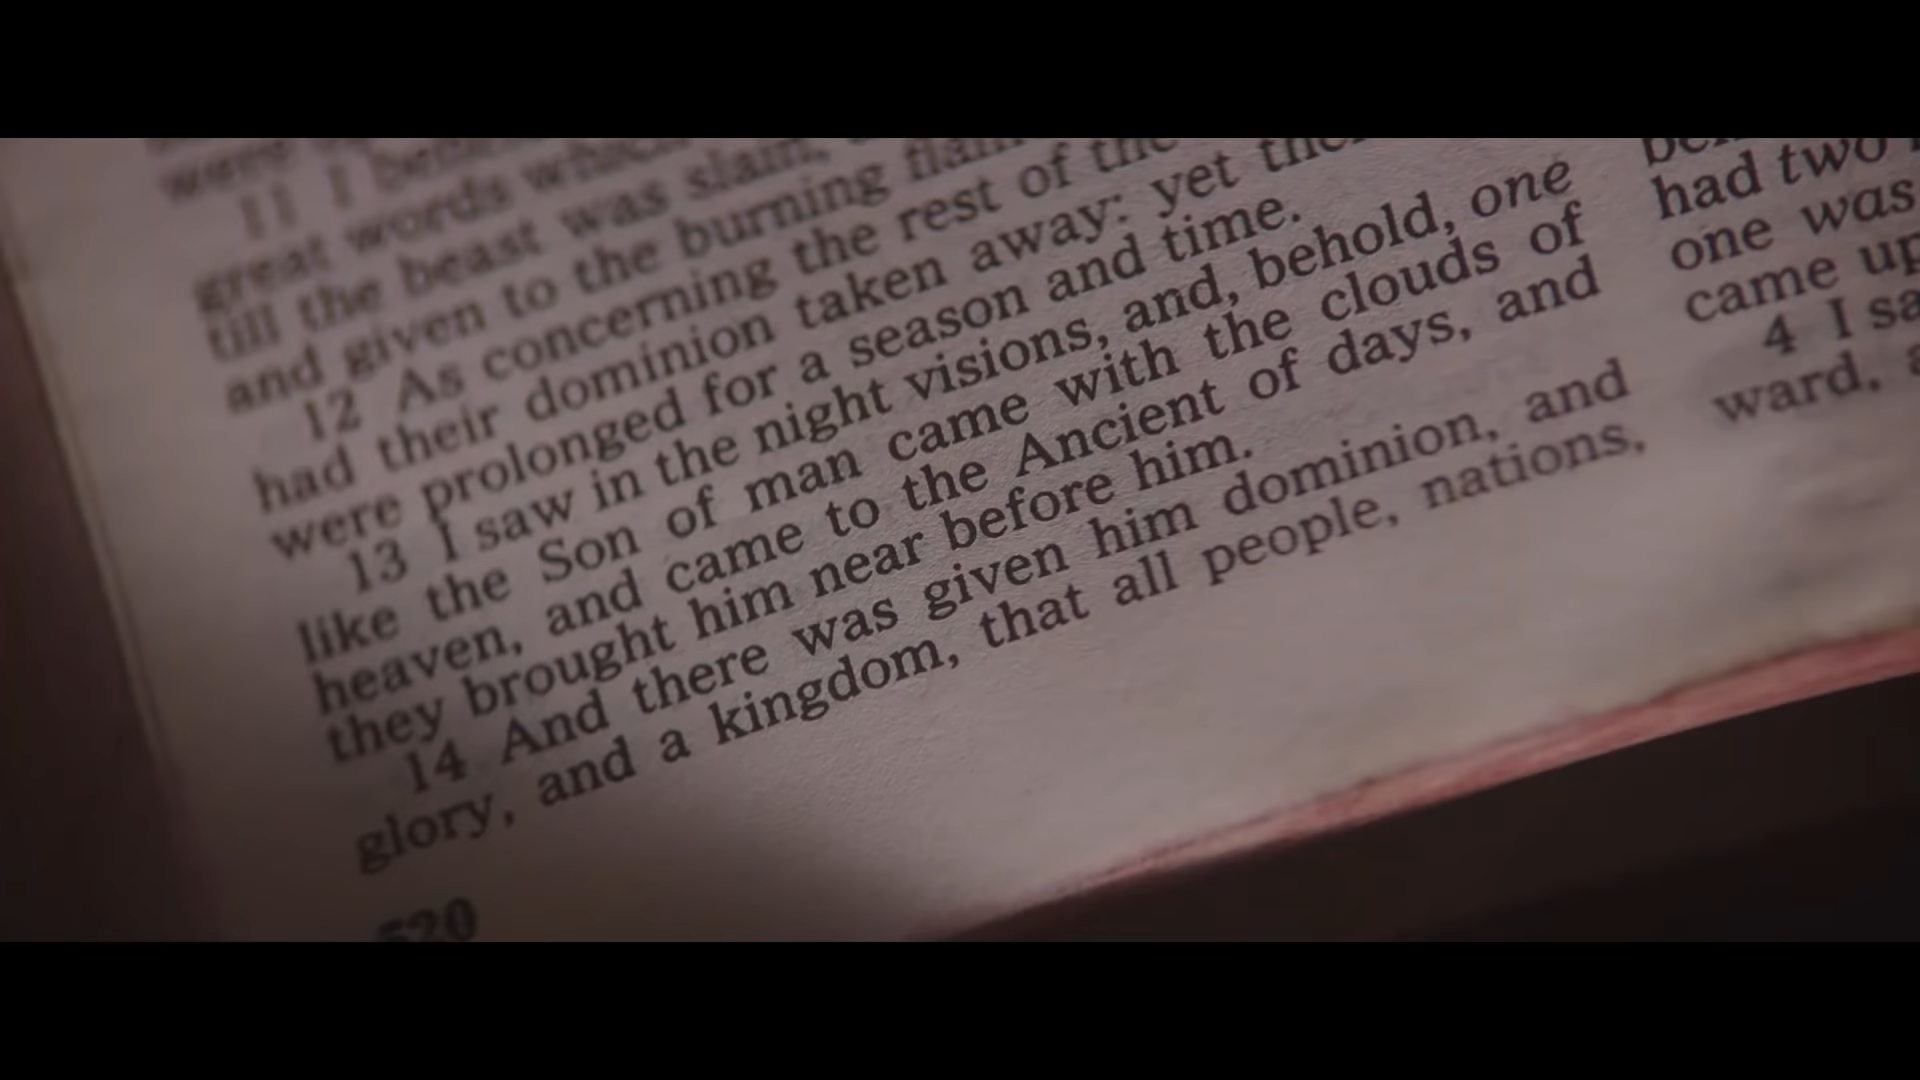 were
11 I
great words which
till the beast was slain,
and given to the burning
12 As concerning the rest of the
had their dominion taken away: yet
were prolonged for a season and time.
13 I saw in the night visions, and, behold, one
like the Son of man came with the clouds of
heaven, and came to the Ancient of days, and
they brought him near before him.
14 And there was given him dominion, and
glory, and a kingdom, that all people, nations,
520
had two
one was
came up
4 I
ward,